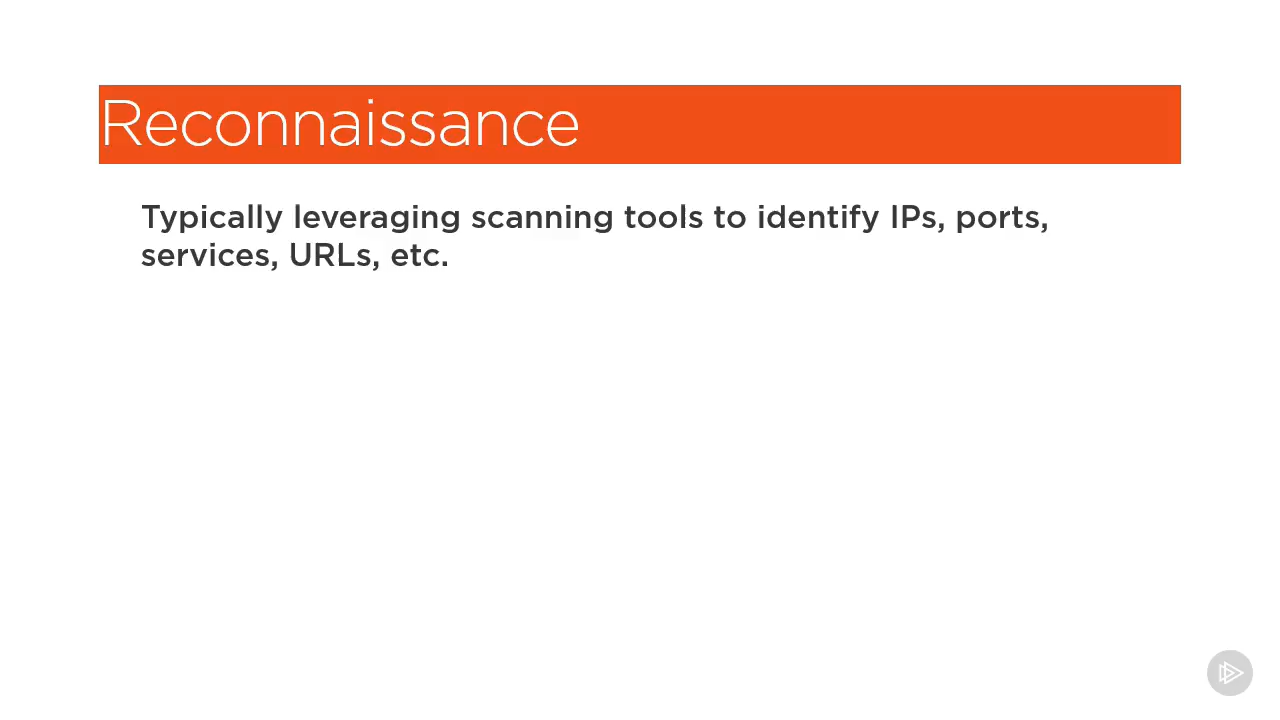 Reconnaissance
Typically leveraging scanning tools to identify IPs, ports,
services, URLs, etc.